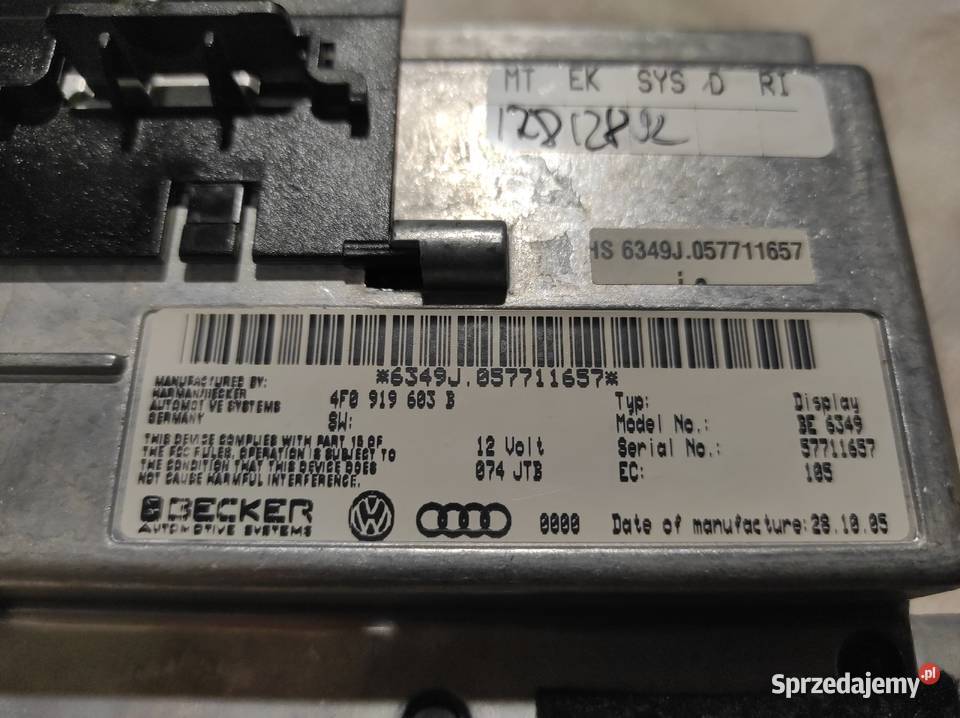 MT EK SYS D RI
HS 6349J.057711657
*6349J.057711657*
MANUFACTURED BY:
HARMAN/BECKER
AUTOMOTIVE SYSTEMS
GERMANY
4F0 919 603 B
SW:
THIS DEVICE COMPLIES WITH PART 15 OF
THE FCC RULES. OPERATION IS SUBJECT TO
THE CONDITION THAT THIS DEVICE DOES
NOT CAUSE HARMFUL INTERFERENCE.
12 Volt
074 JTB
Typ: Display
Model No.: BE 6349
Serial No.: 57711657
EC: 105
BECKER
AUTOMOTIVE SYSTEMS
0000 Date of manufacture:28.10.05
Sprzedajemy.pl